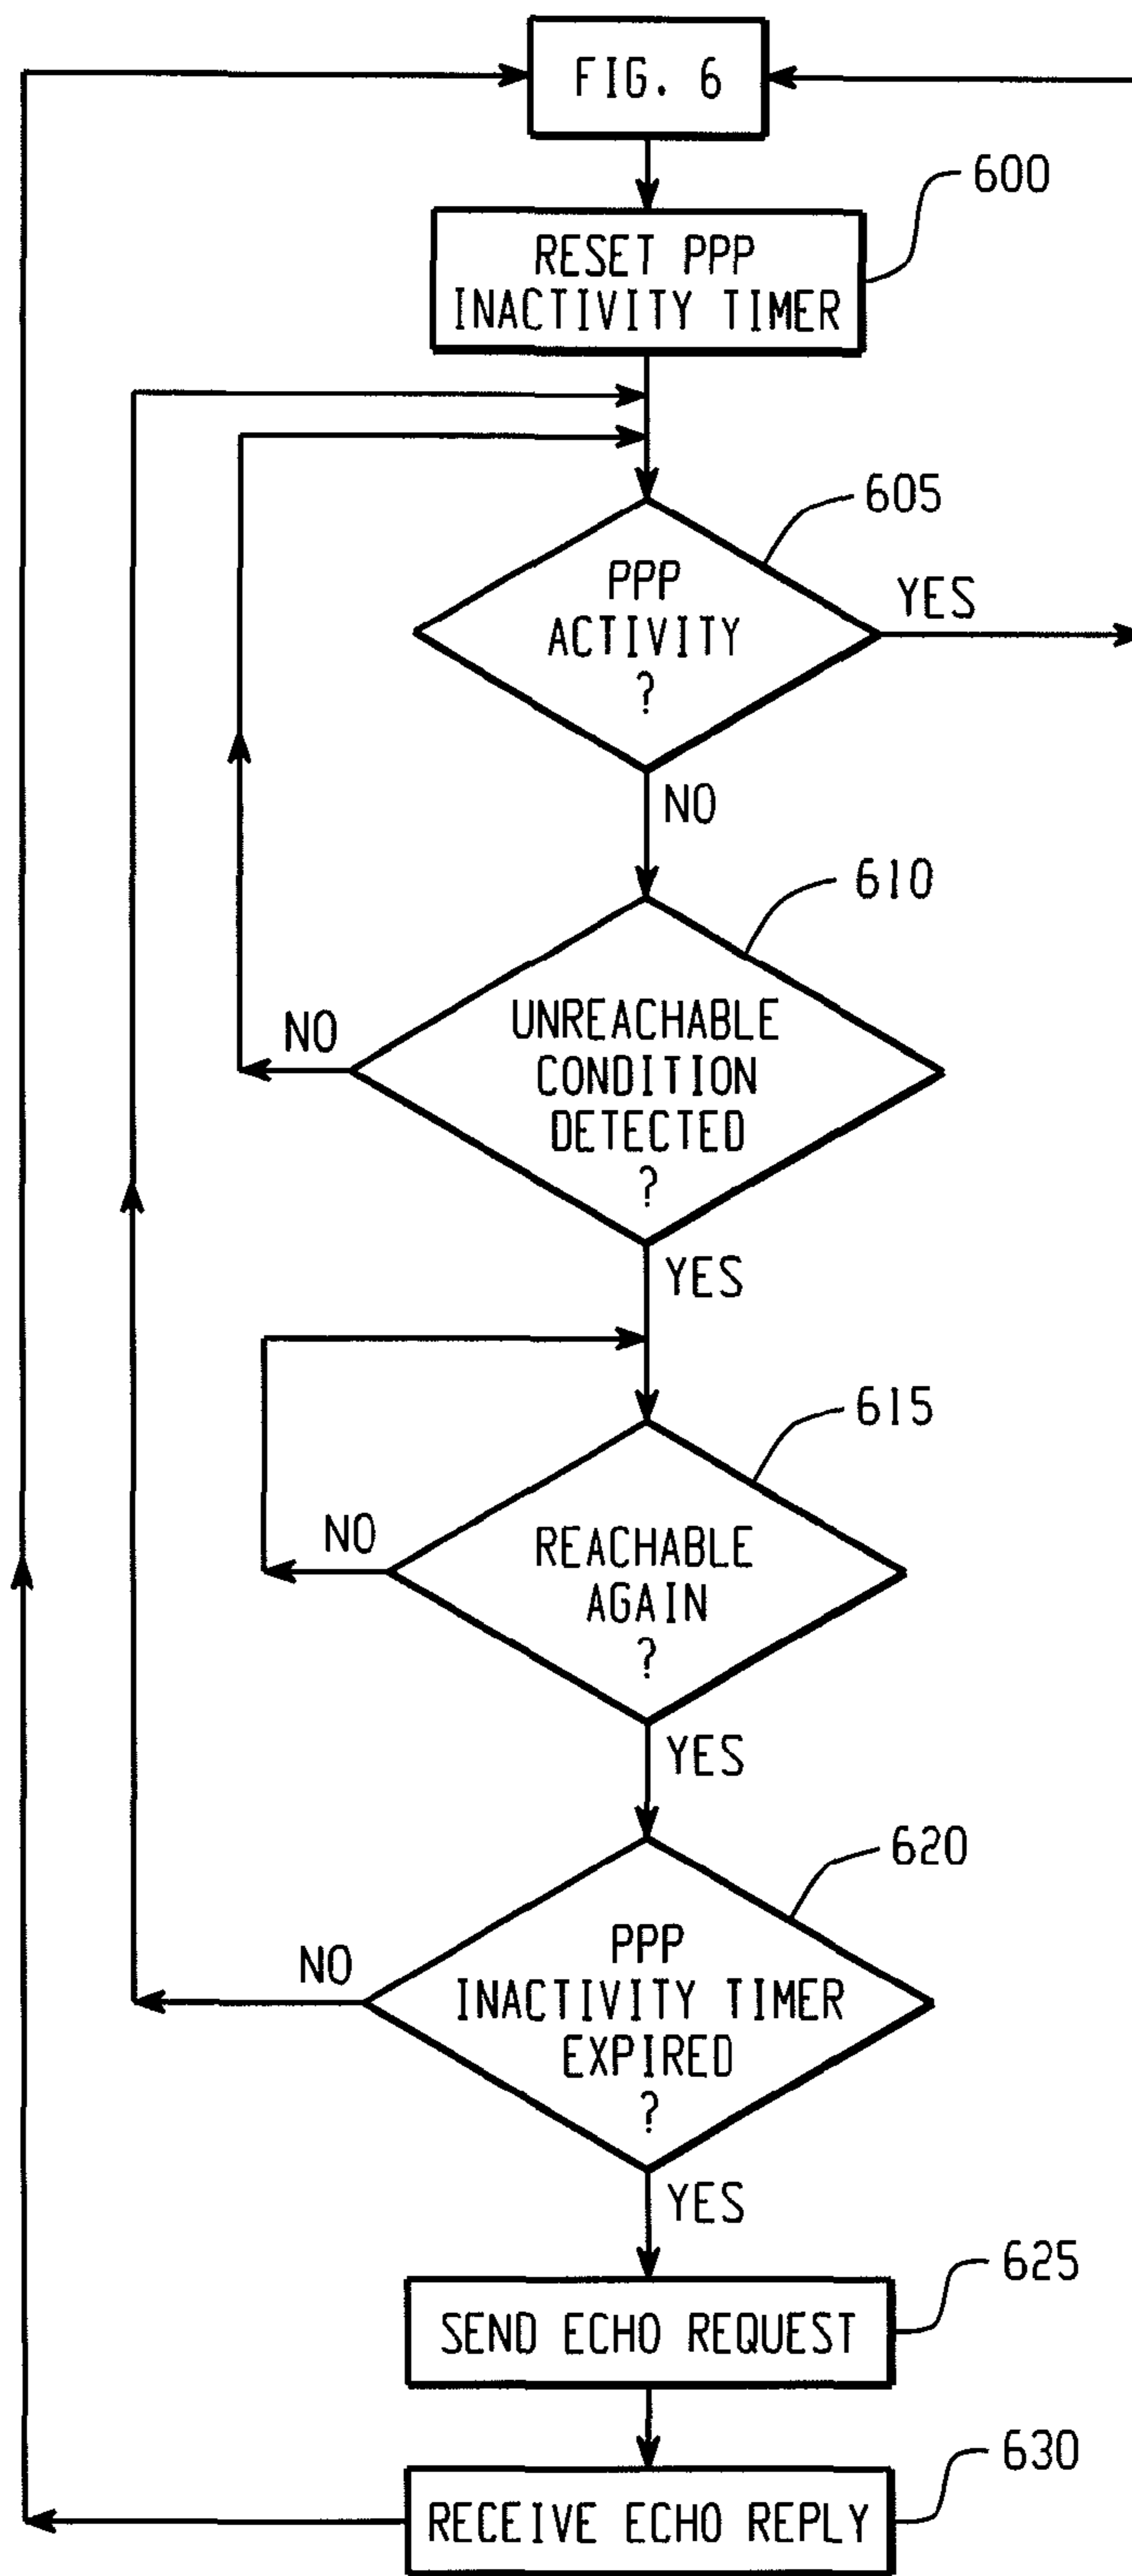 FIG. 6
600
RESET PPP
INACTIVITY TIMER
605
PPP
ACTIVITY
?
YES
NO
610
UNREACHABLE
CONDITION
DETECTED
?
NO
YES
615
REACHABLE
AGAIN
?
NO
YES
620
PPP
INACTIVITY TIMER
EXPIRED
?
NO
YES
625
SEND ECHO REQUEST
630
RECEIVE ECHO REPLY